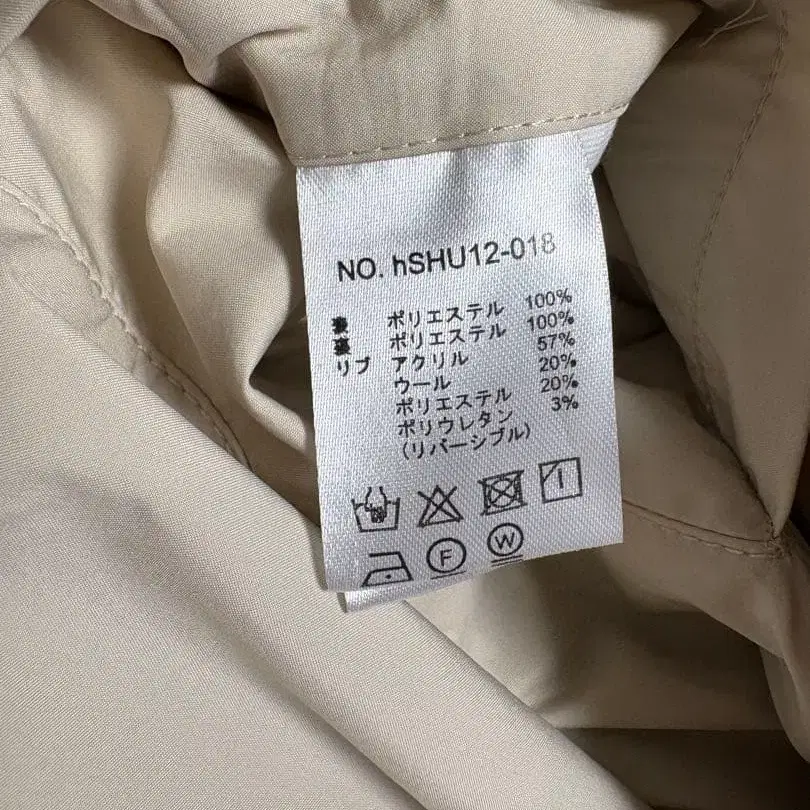 NO. hSHU12-018
表 ポリエステル 100%
裏 ポリエステル 100%
リブ アクリル 57%
ウール 20%
ポリエステル 20%
ポリウレタン 3%
(リバーシブル)
F W